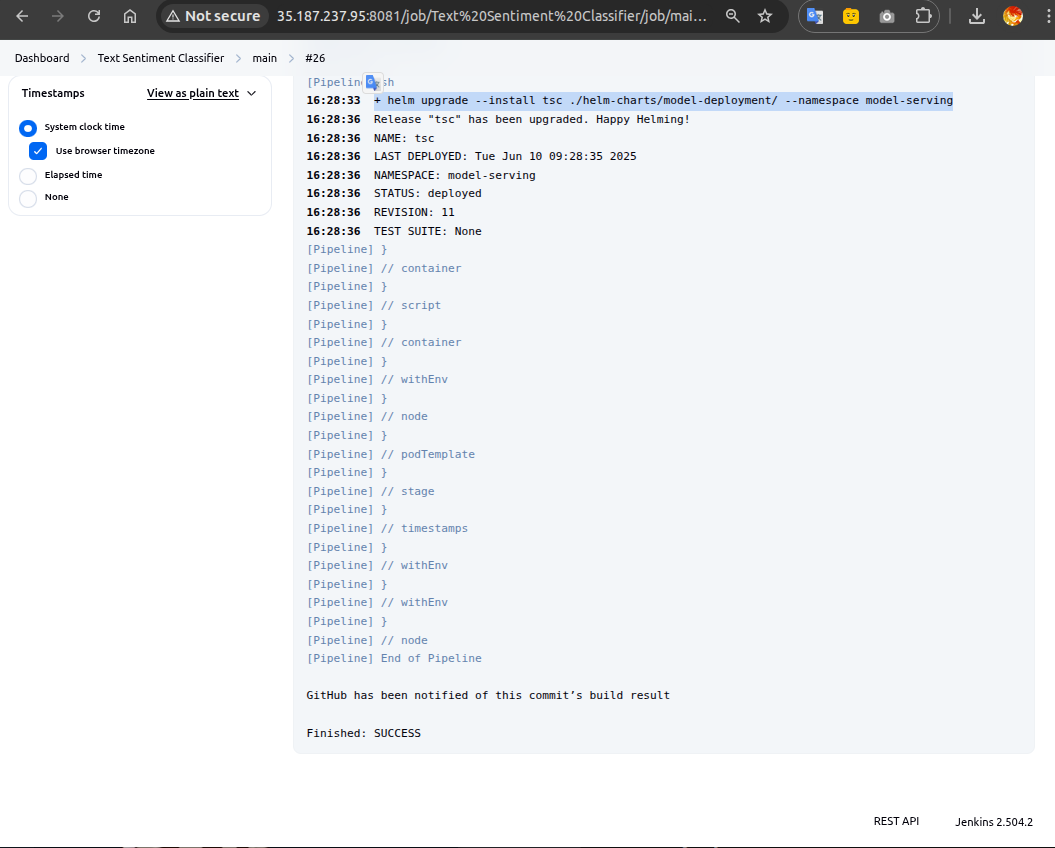 Not secure 35.187.237.95:8081/job/Text%20Sentiment%20Classifier/job/mai...
Dashboard > Text Sentiment Classifier > main > #26
Timestamps View as plain text
System clock time
Use browser timezone
Elapsed time
None
[Pipeline] sh
16:28:33 + helm upgrade --install tsc ./helm-charts/model-deployment/ --namespace model-serving
16:28:36 Release "tsc" has been upgraded. Happy Helming!
16:28:36 NAME: tsc
16:28:36 LAST DEPLOYED: Tue Jun 10 09:28:35 2025
16:28:36 NAMESPACE: model-serving
16:28:36 STATUS: deployed
16:28:36 REVISION: 11
16:28:36 TEST SUITE: None
[Pipeline] }
[Pipeline] // container
[Pipeline] }
[Pipeline] // script
[Pipeline] }
[Pipeline] // container
[Pipeline] }
[Pipeline] // withEnv
[Pipeline] }
[Pipeline] // node
[Pipeline] }
[Pipeline] // podTemplate
[Pipeline] }
[Pipeline] // stage
[Pipeline] }
[Pipeline] // timestamps
[Pipeline] }
[Pipeline] // withEnv
[Pipeline] }
[Pipeline] // withEnv
[Pipeline] }
[Pipeline] // node
[Pipeline] End of Pipeline
GitHub has been notified of this commit’s build result
Finished: SUCCESS
REST API Jenkins 2.504.2